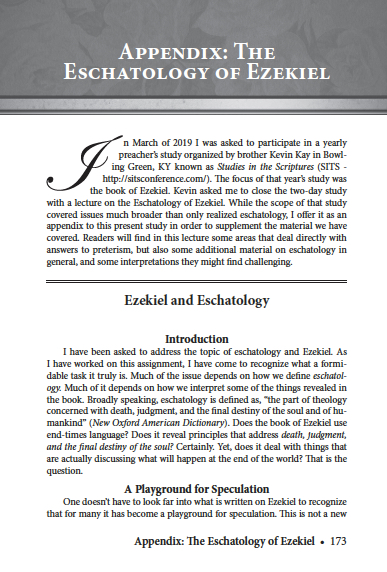 APPENDIX: THE
ESCHATOLOGY OF EZEKIEL
In March of 2019 I was asked to participate in a yearly
preacher's study organized by brother Kevin Kay in Bowl-
ing Green, KY known as Studies in the Scriptures (SITS -
http://sitsconference.com/). The focus of that year's study was
the book of Ezekiel. Kevin asked me to close the two-day study
with a lecture on the Eschatology of Ezekiel. While the scope of that study
covered issues much broader than only realized eschatology, I offer it as an
appendix to this present study in order to supplement the material we have
covered. Readers will find in this lecture some areas that deal directly with
answers to preterism, but also some additional material on eschatology in
general, and some interpretations they might find challenging.
Ezekiel and Eschatology
Introduction
I have been asked to address the topic of eschatology and Ezekiel. As
I have worked on this assignment, I have come to recognize what a formi-
dable task it truly is. Much of the issue depends on how we define eschatol-
ogy. Much of it depends on how we interpret some of the things revealed in
the book. Broadly speaking, eschatology is defined as, "the part of theology
concerned with death, judgment, and the final destiny of the soul and of hu-
mankind" (New Oxford American Dictionary). Does the book of Ezekiel use
end-times language? Does it reveal principles that address death, judgment,
and the final destiny of the soul? Certainly. Yet, does it deal with things that
are actually discussing what will happen at the end of the world? That is the
question.
A Playground for Speculation
One doesn't have to look far into what is written on Ezekiel to recognize
that for many it has become a playground for speculation. This is not a new
Appendix: The Eschatology of Ezekiel • 173